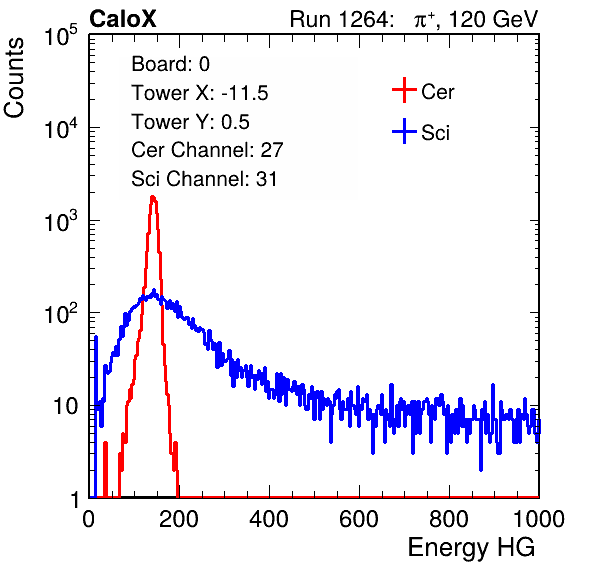 CaloX Run 1264: π⁺, 120 GeV
Counts
Board: 0
Tower X: -11.5
Tower Y: 0.5
Cer Channel: 27
Sci Channel: 31
Cer
Sci
10⁵
10⁴
10³
10²
10
1
0 200 400 600 800 1000
Energy HG